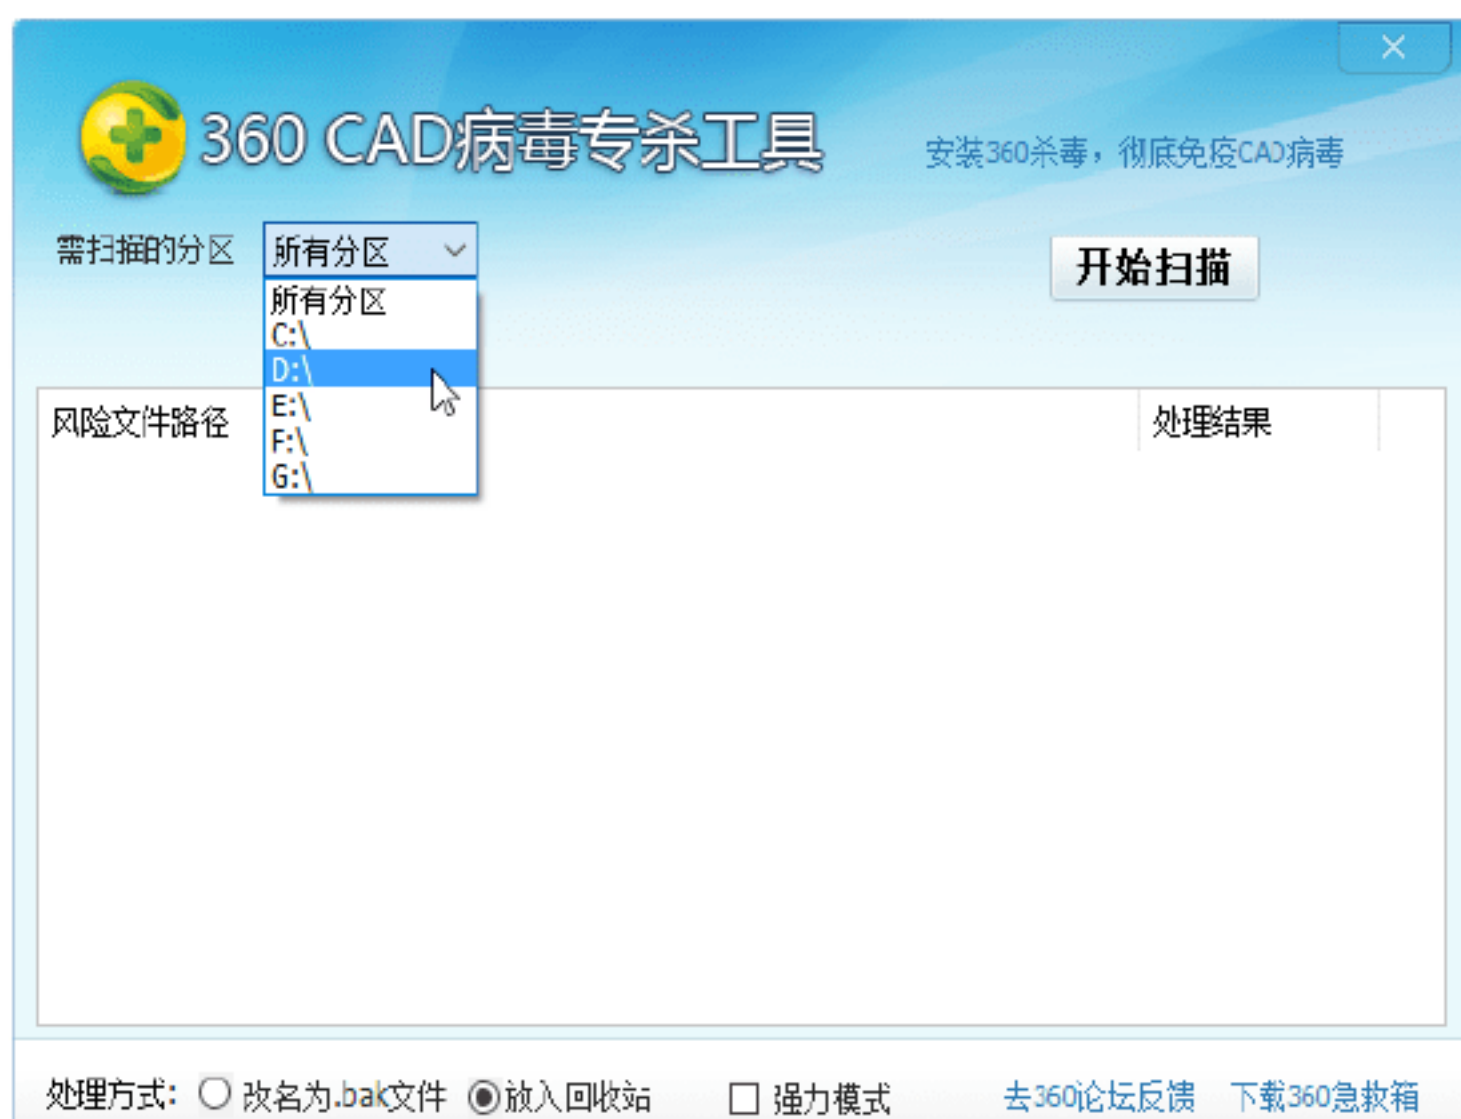 360 CAD病毒专杀工具
安装360杀毒，彻底免疫CAD病毒
需扫描的分区
所有分区
开始扫描
所有分区
C:\
D:\
E:\
F:\
G:\
风险文件路径
处理结果
处理方式: 改名为.bak文件 放入回收站 强力模式 去360论坛反馈 下载360急救箱